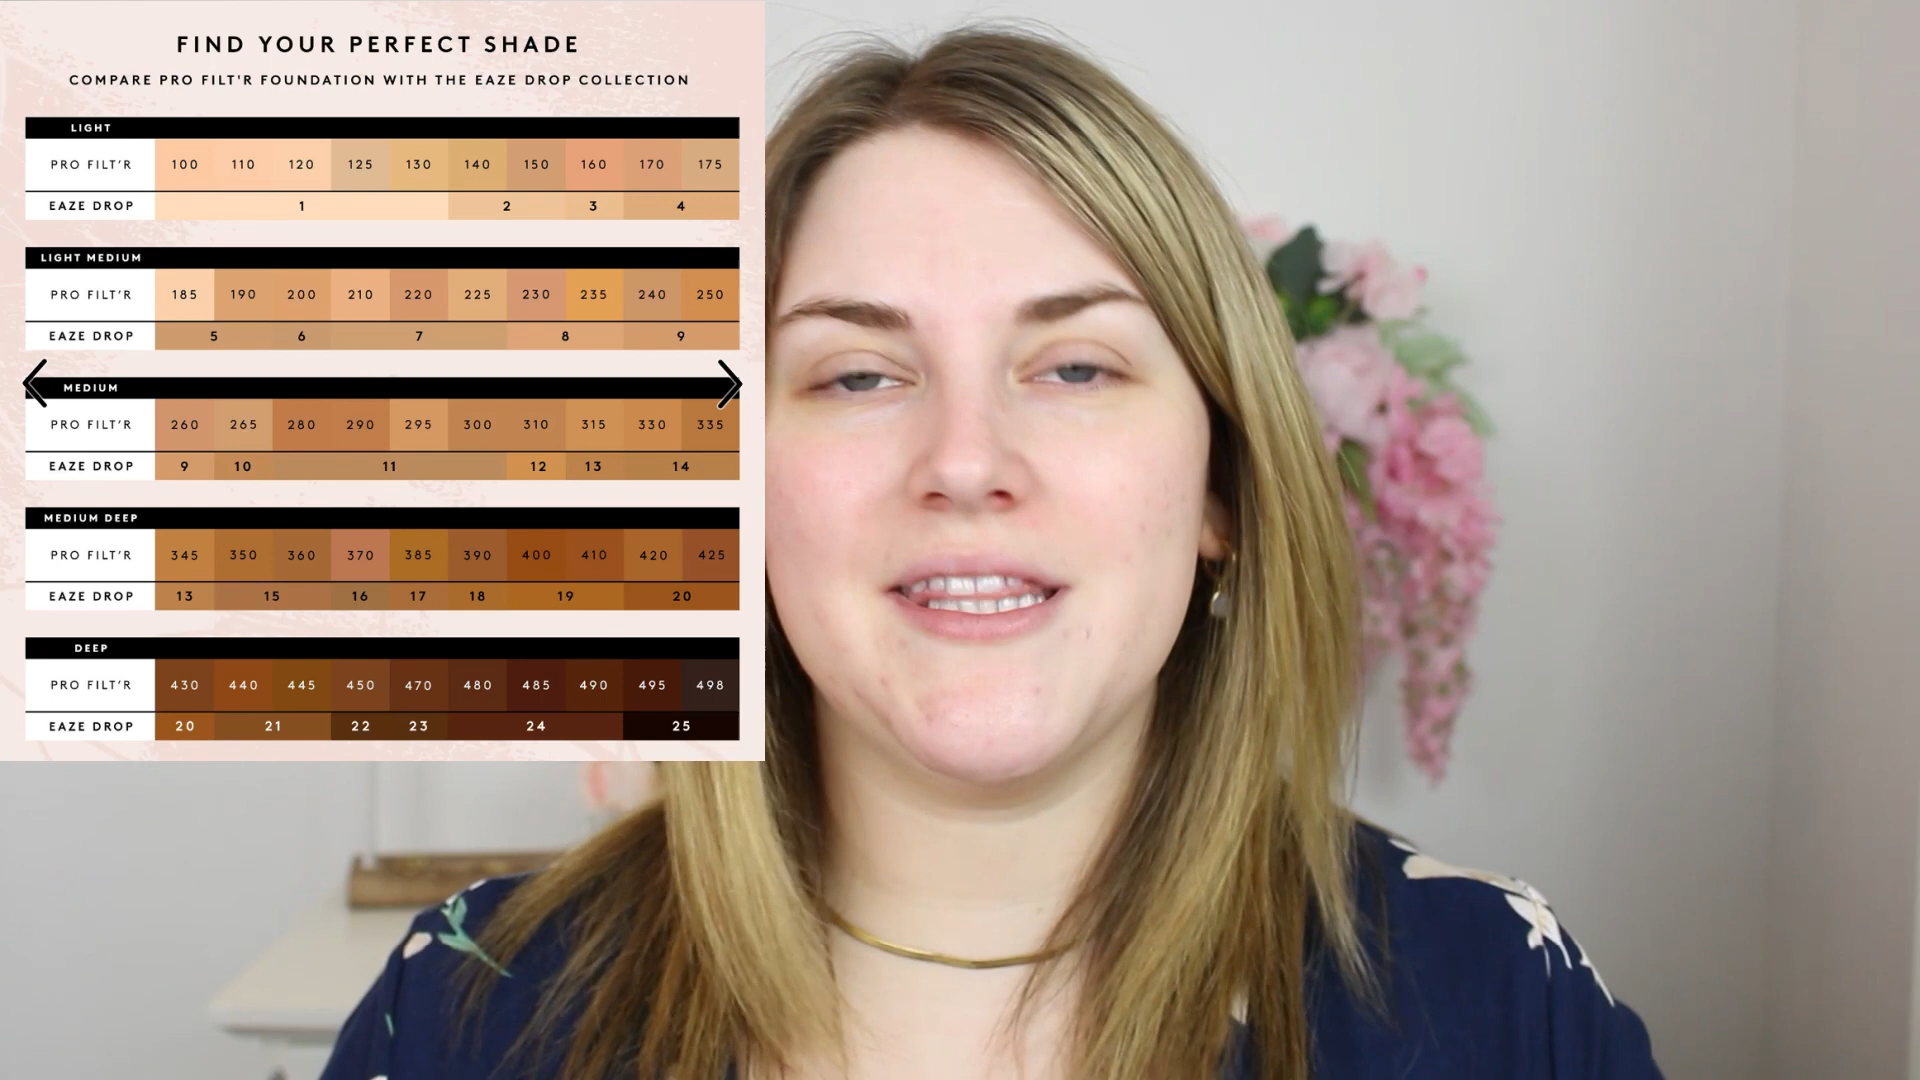 FIND YOUR PERFECT SHADE
COMPARE PRO FILT'R FOUNDATION WITH THE EAZE DROP COLLECTION
LIGHT
PRO FILT'R 100 110 120 125 130 140 150 160 170 175
EAZE DROP 1 2 3 4
LIGHT MEDIUM
PRO FILT'R 185 190 200 210 220 225 230 235 240 250
EAZE DROP 5 6 7 8 9
MEDIUM
PRO FILT'R 260 265 280 290 295 300 310 315 330 335
EAZE DROP 9 10 11 12 13 14
MEDIUM DEEP
PRO FILT'R 345 350 360 370 385 390 400 410 420 425
EAZE DROP 13 15 16 17 18 19 20
DEEP
PRO FILT'R 430 440 445 450 470 480 485 490 495 498
EAZE DROP 20 21 22 23 24 25